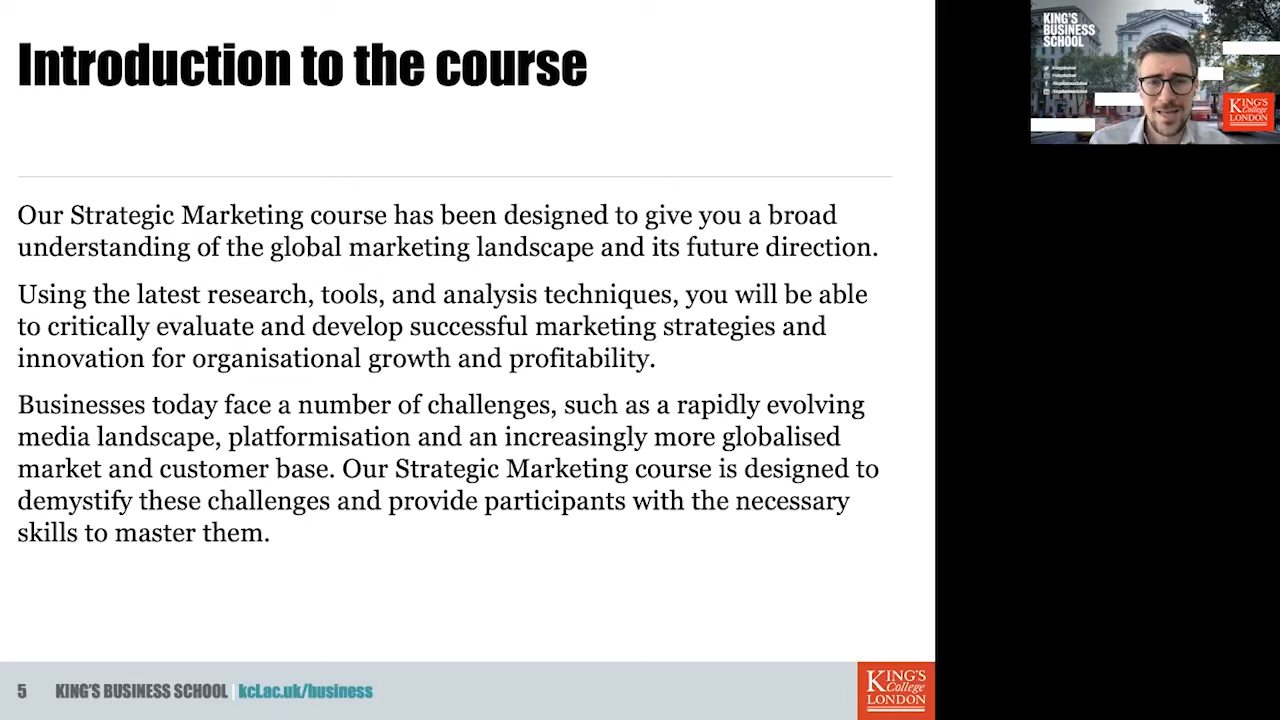 Introduction to the course
Our Strategic Marketing course has been designed to give you a broad
understanding of the global marketing landscape and its future direction.
Using the latest research, tools, and analysis techniques, you will be able
to critically evaluate and develop successful marketing strategies and
innovation for organisational growth and profitability.
Businesses today face a number of challenges, such as a rapidly evolving
media landscape, platformisation and an increasingly more globalised
market and customer base. Our Strategic Marketing course is designed to
demystify these challenges and provide participants with the necessary
skills to master them.
5 KING'S BUSINESS SCHOOL | kcl.ac.uk/business
KING'S
College
LONDON
KING'S
BUSINESS
SCHOOL
KING'S
College
LONDON